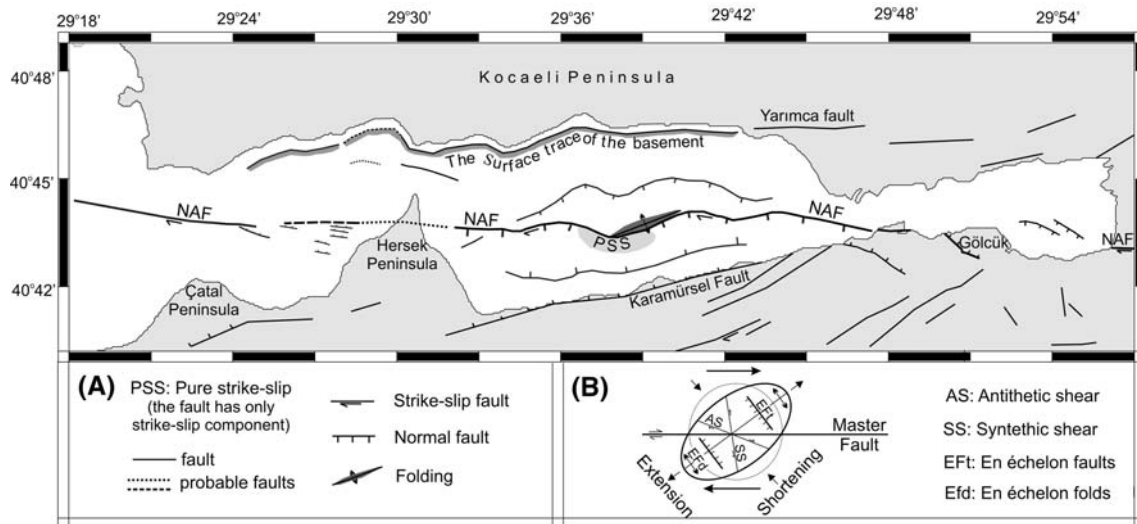 29°18' 29°24' 29°30' 29°36' 29°42' 29°48' 29°54'
40°48'
40°45'
40°42'
Kocaeli Peninsula
Yarımca fault
The Surface trace of the basement
NAF
NAF
NAF
NAF
NAF
PSS
Hersek
Peninsula
Çatal
Peninsula
Karamürsel Fault
Gölcük
(A)
PSS: Pure strike-slip
(the fault has only
strike-slip component)
fault
probable faults
Strike-slip fault
Normal fault
Folding
(B)
AS
EFt
SS
EFd
Extension
Shortening
Master
Fault
AS: Antithetic shear
SS: Syntethic shear
EFt: En échelon faults
Efd: En échelon folds